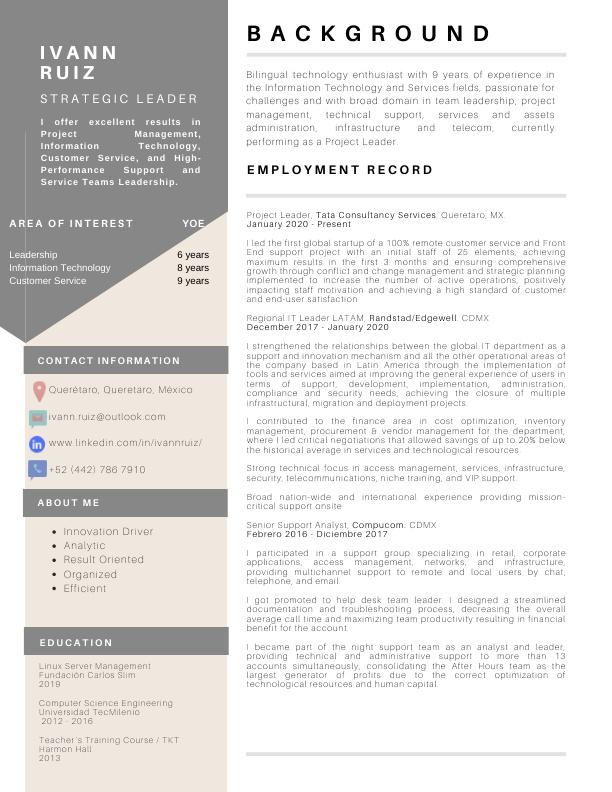 IVANN
RUIZ
STRATEGIC LEADER
I offer excellent results in
Project Management,
Information Technology,
Customer Service, and High-
Performance Support and
Service Teams Leadership.
AREA OF INTEREST YOE
Leadership 6 years
Information Technology 8 years
Customer Service 9 years
CONTACT INFORMATION
Querétaro, Queretaro, México
ivann.ruiz@outlook.com
in www.linkedin.com/in/ivannruiz/
+52 (442) 786 7910
ABOUT ME
• Innovation Driver
• Analytic
• Result Oriented
• Organized
• Efficient
EDUCATION
Linux Server Management
Fundación Carlos Slim
2019
Computer Science Engineering
Universidad TecMilenio
2012 - 2016
Teacher's Training Course / TKT
Harmon Hall
2013
BACKGROUND
Bilingual technology enthusiast with 9 years of experience in
the Information Technology and Services fields, passionate for
challenges and with broad domain in team leadership, project
management, technical support, services and assets
administration, infrastructure and telecom, currently
performing as a Project Leader.
EMPLOYMENT RECORD
Project Leader, Tata Consultancy Services. Queretaro, MX.
January 2020 - Present
I led the first global startup of a 100% remote customer service and Front
End support project with an initial staff of 25 elements, achieving
maximum results in the first 3 months and ensuring comprehensive
growth through conflict and change management and strategic planning
implemented to increase the number of active operations, positively
impacting staff motivation and achieving a high standard of customer
and end-user satisfaction
Regional IT Leader LATAM, Randstad/Edgewell. CDMX
December 2017 - January 2020
I strengthened the relationships between the global IT department as a
support and innovation mechanism and all the other operational areas of
the company based in Latin America through the implementation of
tools and services aimed at improving the general experience of users in
terms of support, development, implementation, administration,
compliance and security needs, achieving the closure of multiple
infrastructural, migration and deployment projects.
I contributed to the finance area in cost optimization, inventory
management, procurement & vendor management for the department,
where I led critical negotiations that allowed savings of up to 20% below
the historical average in services and technological resources.
Strong technical focus in access management, services, infrastructure,
security, telecommunications, niche training, and VIP support.
Broad nation-wide and international experience providing mission-
critical support onsite
Senior Support Analyst, Compucom. CDMX
Febrero 2016 - Diciembre 2017
I participated in a support group specializing in retail, corporate
applications, access management, networks, and infrastructure,
providing multichannel support to remote and local users by chat,
telephone, and email.
I got promoted to help desk team leader. I designed a streamlined
documentation and troubleshooting process, decreasing the overall
average call time and maximizing team productivity resulting in financial
benefit for the account
I became part of the night support team as an analyst and leader,
providing technical and administrative support to more than 13
accounts simultaneously, consolidating the After Hours team as the
largest generator of profits due to the correct optimization of
technological resources and human capital.